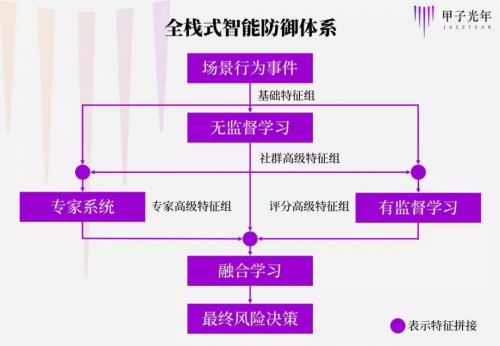 甲子光年
JAZZYEAR
全栈式智能防御体系
场景行为事件
基础特征组
无监督学习
社群高级特征组
专家系统
专家高级特征组
评分高级特征组
有监督学习
融合学习
最终风险决策
表示特征拼接